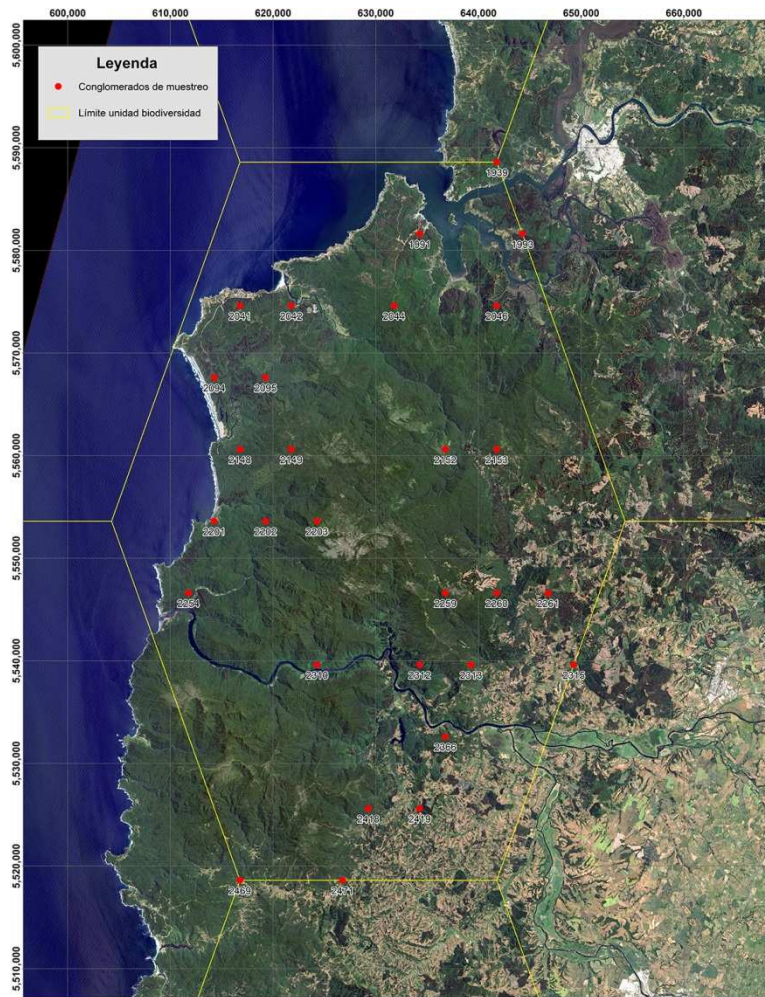 600,000 610,000 620,000 630,000 640,000 650,000 660,000
5,600,000
Leyenda
Conglomerados de muestreo
Límite unidad biodiversidad
5,590,000
1939
5,580,000
1991 1993
2041 2042 2044 2046
5,570,000
2094 2095
5,560,000
2148 2149 2152 2153
2201 2202 2203
5,550,000
2254 2259 2260 2261
5,540,000
2310 2312 2313 2315
2366
5,530,000
2418 2419
5,520,000
2469 2471
5,510,000